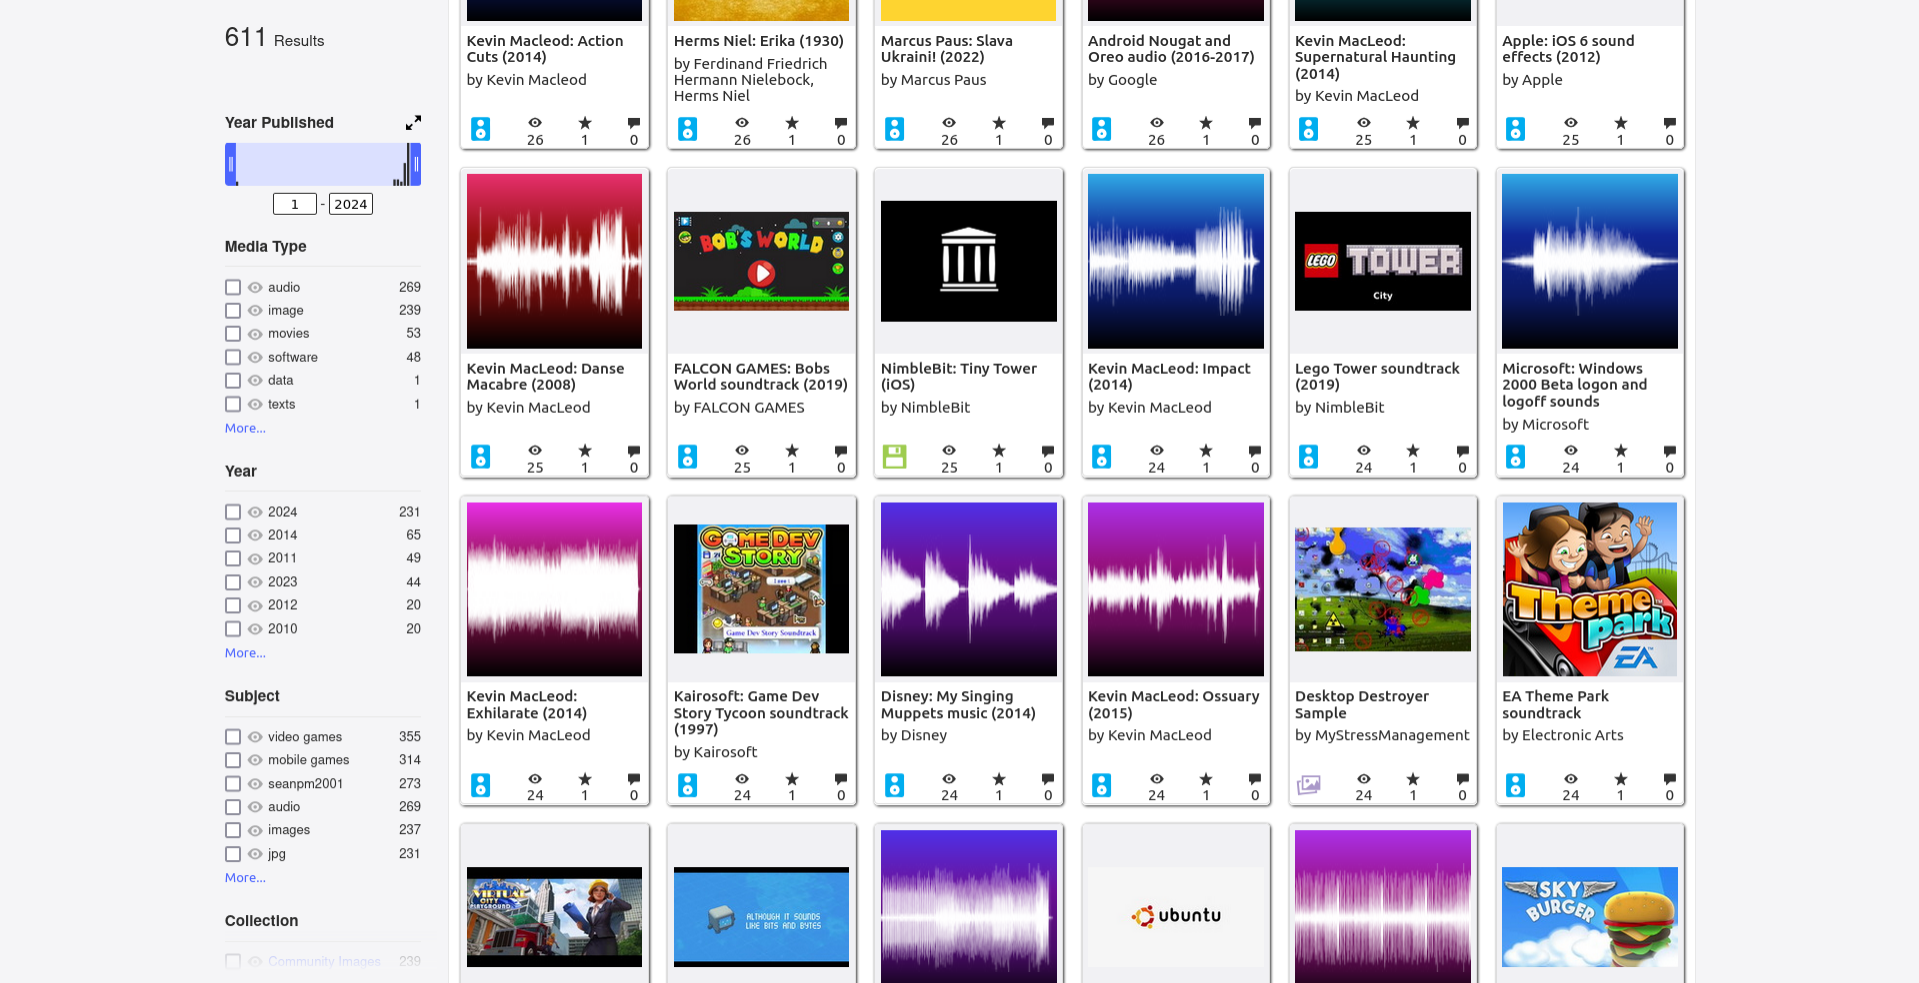 611 Results
Year Published
1 - 2024
Media Type
audio 269
image 239
movies 53
software 48
data 1
texts 1
More...
Year
2024 231
2014 65
2011 49
2023 44
2012 20
2010 20
More...
Subject
video games 355
mobile games 314
seanpm2001 273
audio 269
images 237
jpg 231
More...
Collection
Community Images 239
Kevin Macleod: Action
Cuts (2014)
by Kevin Macleod
26 1 0
Herms Niel: Erika (1930)
by Ferdinand Friedrich
Hermann Nielebock,
Herms Niel
26 1 0
Marcus Paus: Slava
Ukraini! (2022)
by Marcus Paus
26 1 0
Android Nougat and
Oreo audio (2016-2017)
by Google
26 1 0
Kevin MacLeod:
Supernatural Haunting
(2014)
by Kevin MacLeod
25 1 0
Apple: iOS 6 sound
effects (2012)
by Apple
25 1 0
Kevin MacLeod: Danse
Macabre (2008)
by Kevin MacLeod
25 1 0
BOB'S WORLD
FALCON GAMES: Bobs
World soundtrack (2019)
by FALCON GAMES
25 1 0
NimbleBit: Tiny Tower
(iOS)
by NimbleBit
25 1 0
Kevin MacLeod: Impact
(2014)
by Kevin MacLeod
24 1 0
LEGO TOWER
City
Lego Tower soundtrack
(2019)
by NimbleBit
24 1 0
Microsoft: Windows
2000 Beta logon and
logoff sounds
by Microsoft
24 1 0
Kevin MacLeod:
Exhilarate (2014)
by Kevin MacLeod
24 1 0
GAME DEV
STORY
Game Dev Story Soundtrack
Kairosoft: Game Dev
Story Tycoon soundtrack
(1997)
by Kairosoft
24 1 0
Disney: My Singing
Muppets music (2014)
by Disney
24 1 0
Kevin MacLeod: Ossuary
(2015)
by Kevin MacLeod
24 1 0
Desktop Destroyer
Sample
by MyStressManagement
24 1 0
Theme
park
EA
EA Theme Park
soundtrack
by Electronic Arts
24 1 0
VIRTUAL
CITY
PLAYGROUND
ALTHOUGH IT SOUNDS
LIKE BITS AND BYTES
ubuntu
SKY
BURGER